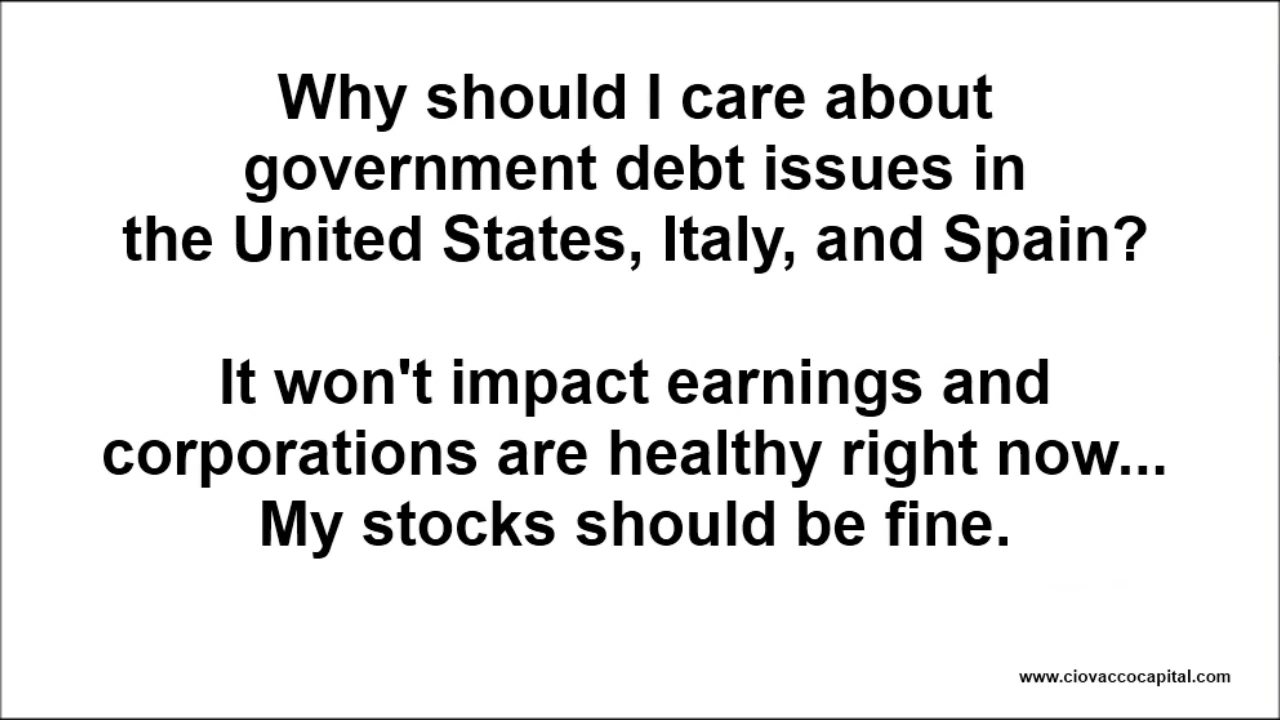 Why should I care about
government debt issues in
the United States, Italy, and Spain?
It won't impact earnings and
corporations are healthy right now...
My stocks should be fine.
www.ciovaccocapital.com